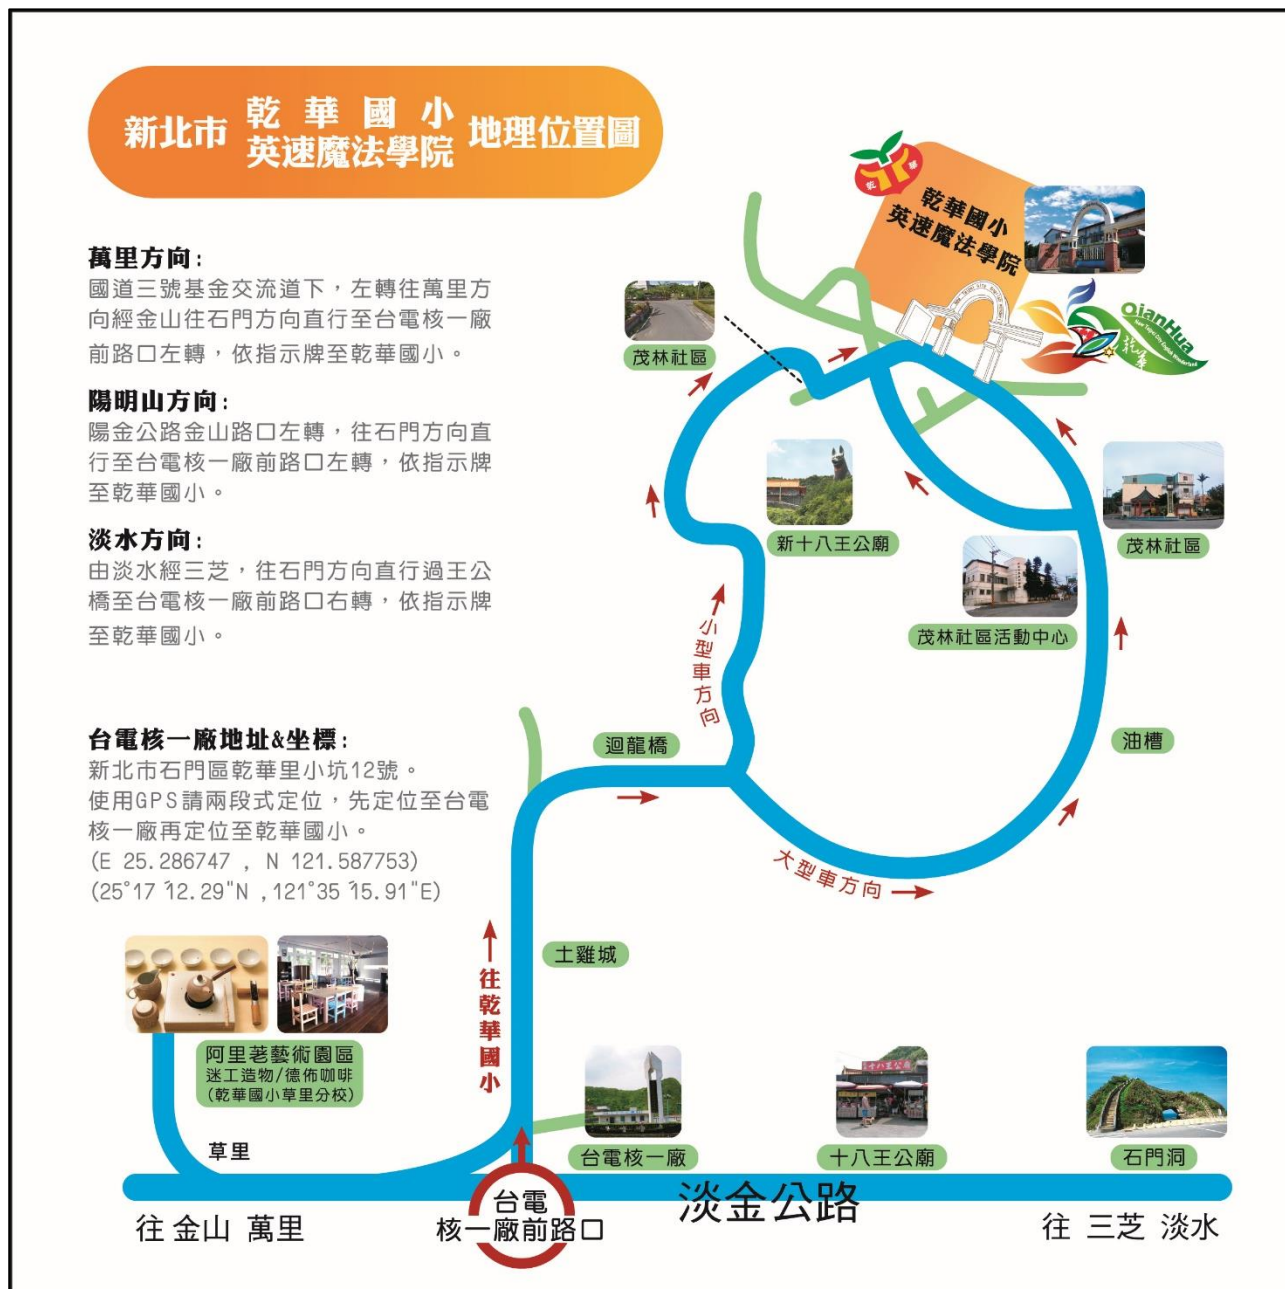 新北市 乾華國小 英速魔法學院 地理位置圖
萬里方向:
國道三號基金交流道下，左轉往萬里方
向經金山往石門方向直行至台電核一廠
前路口左轉，依指示牌至乾華國小。
陽明山方向:
陽金公路金山路口左轉，往石門方向直
行至台電核一廠前路口左轉，依指示牌
至乾華國小。
淡水方向:
由淡水經三芝，往石門方向直行過王公
橋至台電核一廠前路口右轉，依指示牌
至乾華國小。
台電核一廠地址&坐標:
新北市石門區乾華里小坑12號。
使用GPS請兩段式定位，先定位至台電
核一廠再定位至乾華國小。
(E 25.286747 , N 121.587753)
(25°17 ́12.29"N ,121°35 ́15.91"E)
乾華
乾華國小
英速魔法學院
QianHua
乾華
茂林社區
新十八王公廟
茂林社區
茂林社區活動中心
小型車方向
迴龍橋
油槽
大型車方向
土雞城
往乾華國小
阿里荖藝術園區
迷工造物/德佈咖啡
(乾華國小草里分校)
草里
台電核一廠
十八王公廟
石門洞
淡金公路
台電
核一廠前路口
往 金山 萬里
往 三芝 淡水